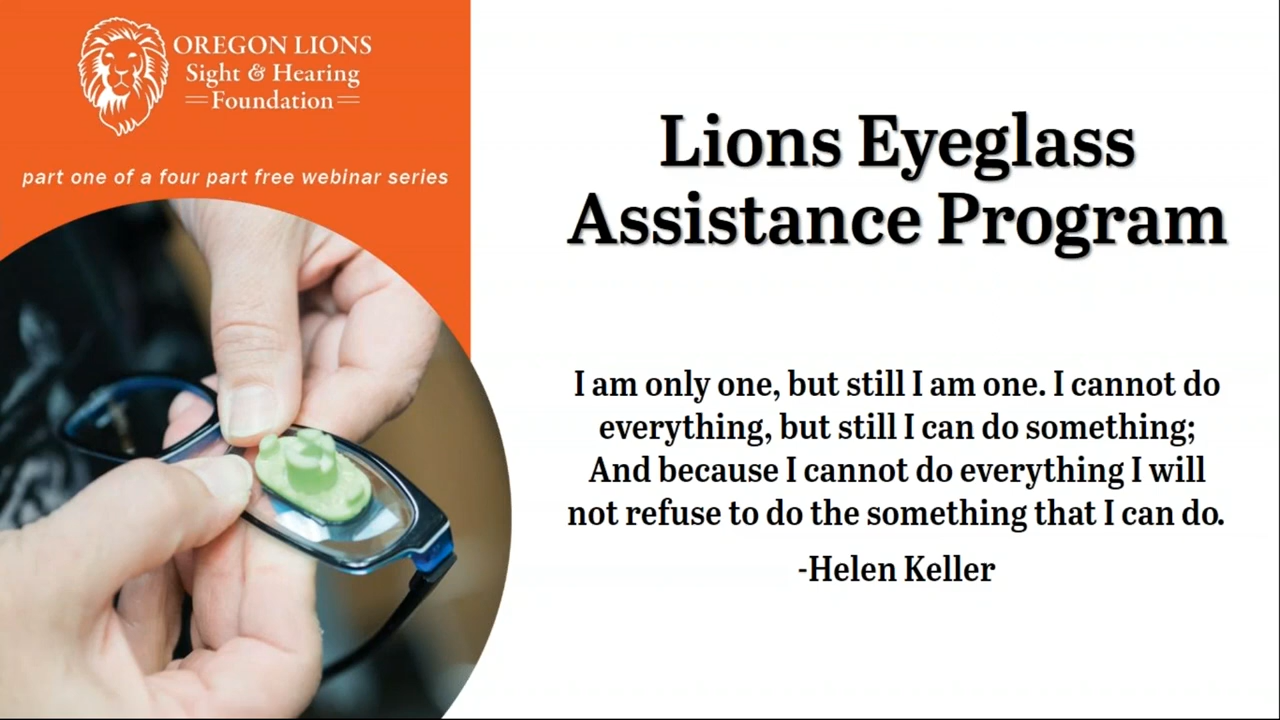 OREGON LIONS
Sight & Hearing
Foundation
part one of a four part free webinar series
Lions Eyeglass
Assistance Program
I am only one, but still I am one. I cannot do
everything, but still I can do something;
And because I cannot do everything I will
not refuse to do the something that I can do.
-Helen Keller